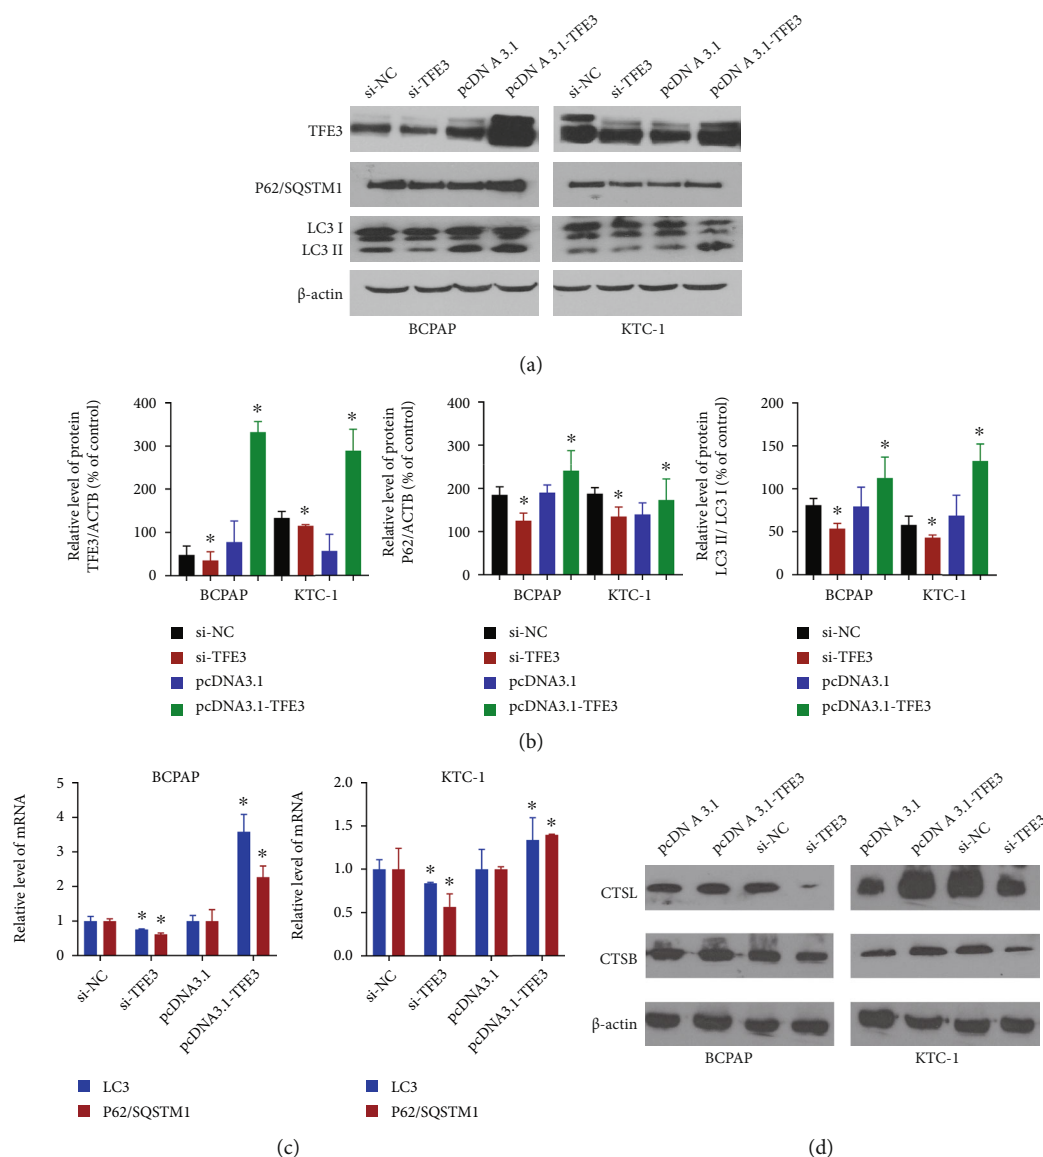 si-NC
si-TFE3
pcDN A 3.1
pcDN A 3.1-TFE3
si-NC
si-TFE3
pcDN A 3.1
pcDN A 3.1-TFE3
TFE3
P62/SQSTM1
LC3 I
LC3 II
β-actin
BCPAP
KTC-1
(a)
Relative level of protein
TFE3/ACTB (% of control)
400
300
200
100
0
BCPAP
KTC-1
* * * *
si-NC
si-TFE3
pcDNA3.1
pcDNA3.1-TFE3
Relative level of protein
P62/ACTB (% of control)
400
300
200
100
0
BCPAP
KTC-1
* * * *
si-NC
si-TFE3
pcDNA3.1
pcDNA3.1-TFE3
Relative level of protein
LC3 II/ LC3 I (% of control)
200
150
100
50
0
BCPAP
KTC-1
* * * *
si-NC
si-TFE3
pcDNA3.1
pcDNA3.1-TFE3
(b)
BCPAP
Relative level of mRNA
5
4
3
2
1
0
* * * *
si-NC
si-TFE3
pcDNA3.1
pcDNA3.1-TFE3
LC3
P62/SQSTM1
KTC-1
Relative level of mRNA
2.0
1.5
1.0
0.5
0.0
* * * *
si-NC
si-TFE3
pcDNA3.1
pcDNA3.1-TFE3
LC3
P62/SQSTM1
(c)
pcDN A 3.1
pcDN A 3.1-TFE3
si-NC
si-TFE3
pcDN A 3.1
pcDN A 3.1-TFE3
si-NC
si-TFE3
CTSL
CTSB
β-actin
BCPAP
KTC-1
(d)